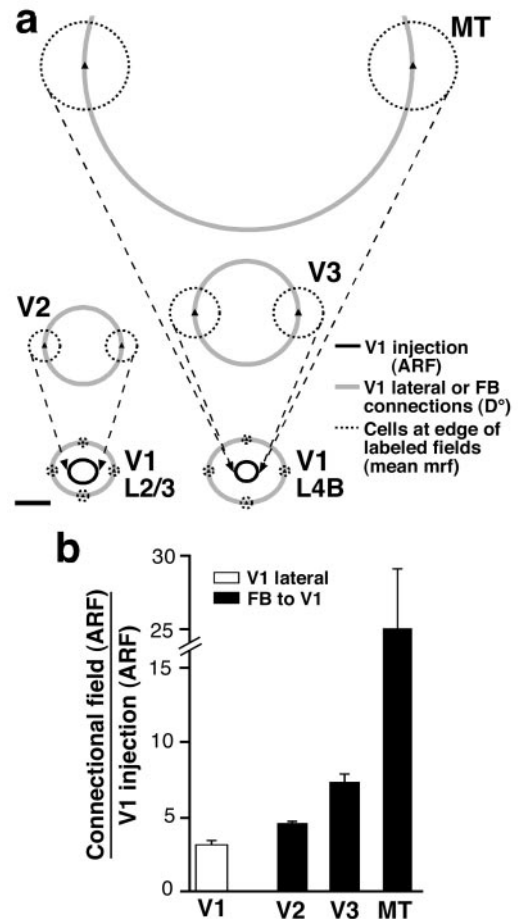 a
MT
V3
V2
V1 injection
(ARF)
V1 lateral or FB
connections (D°)
Cells at edge of
labeled fields
(mean mrf)
V1
L2/3
V1
L4B
b
30
25
15
10
5
0
V1 lateral
FB to V1
Connectional field (ARF)
V1 injection (ARF)
V1 V2 V3 MT